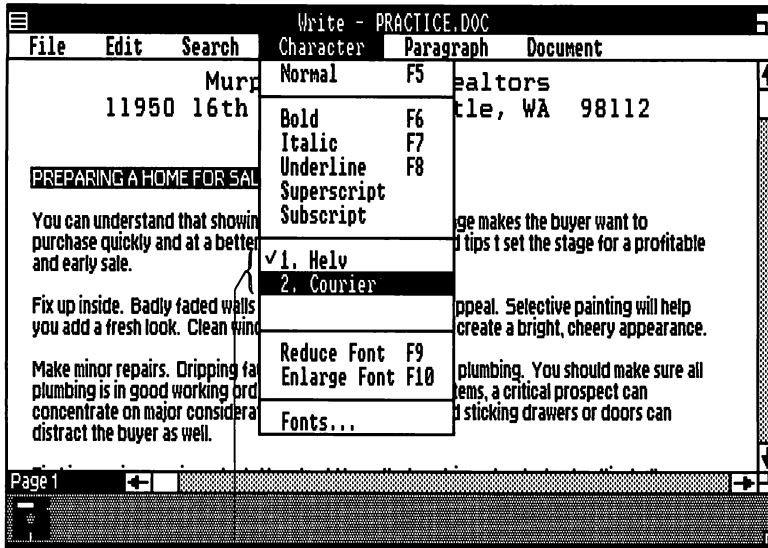 Write - PRACTICE.DOC
File Edit Search Character Paragraph Document
Murp ealtors
11950 16th tle, WA 98112
PREPARING A HOME FOR SAL
You can understand that showin ge makes the buyer want to
purchase quickly and at a better d tips t set the stage for a profitable
and early sale.
Fix up inside. Badly faded walls ppeal. Selective painting will help
you add a fresh look. Clean wind create a bright, cheery appearance.
Make minor repairs. Dripping fa plumbing. You should make sure all
plumbing is in good working ord tems, a critical prospect can
concentrate on major considera d sticking drawers or doors can
distract the buyer as well.
Normal F5
Bold F6
Italic F7
Underline F8
Superscript
Subscript
✓1. Helv
2. Courier
Reduce Font F9
Enlarge Font F10
Fonts...
Page 1